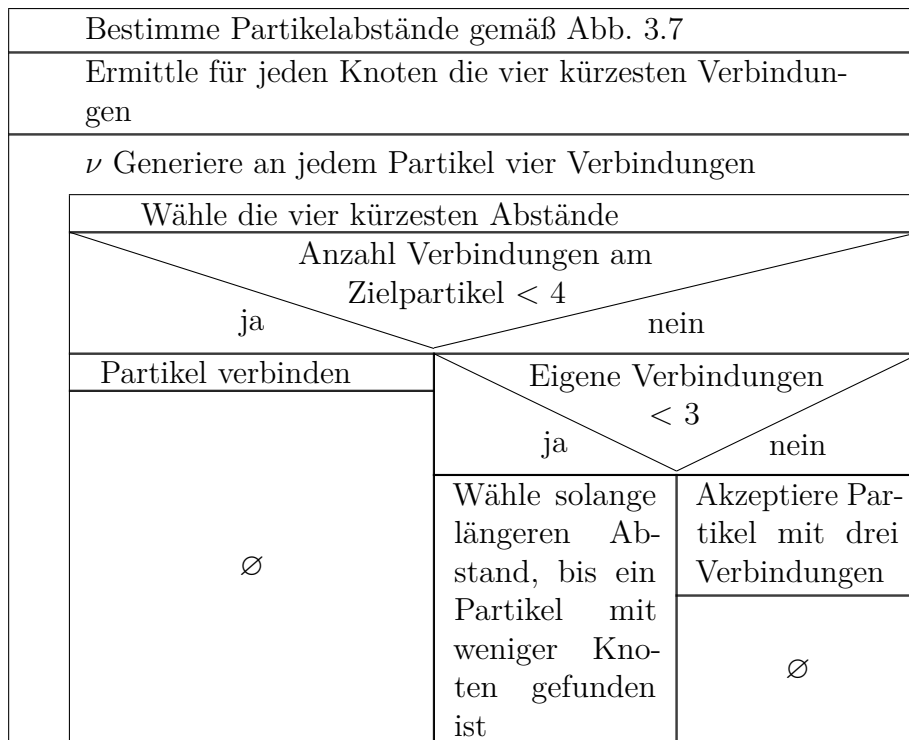 Bestimme Partikelabstände gemäß Abb. 3.7
Ermittle für jeden Knoten die vier kürzesten Verbindun-
gen
ν Generiere an jedem Partikel vier Verbindungen
Wähle die vier kürzesten Abstände
Anzahl Verbindungen am
Zielpartikel < 4
ja
nein
Partikel verbinden
∅
Eigene Verbindungen
< 3
ja
nein
Wähle solange
längeren Ab-
stand, bis ein
Partikel mit
weniger Kno-
ten gefunden
ist
Akzeptiere Par-
tikel mit drei
Verbindungen
∅